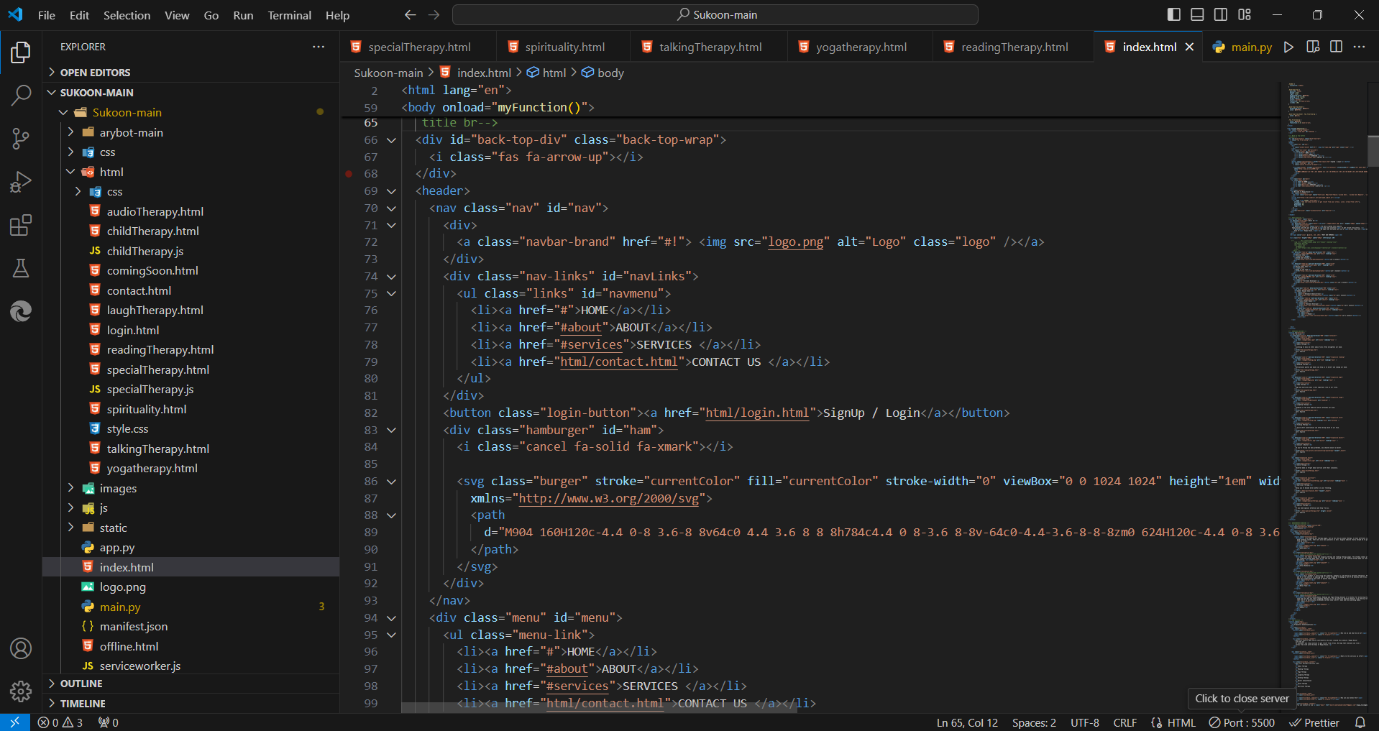 File Edit Selection View Go Run Terminal Help
Sukoon-main
EXPLORER
OPEN EDITORS
SUKOON-MAIN
Sukoon-main
arybot-main
css
html
css
audioTherapy.html
childTherapy.html
JS childTherapy.js
comingSoon.html
contact.html
laughTherapy.html
login.html
readingTherapy.html
specialTherapy.html
JS specialTherapy.js
spirituality.html
style.css
talkingTherapy.html
yogatherapy.html
images
js
static
app.py
index.html
logo.png
main.py 3
manifest.json
offline.html
JS serviceworker.js
OUTLINE
TIMELINE
specialTherapy.html spirituality.html talkingTherapy.html yogatherapy.html readingTherapy.html index.html main.py
Sukoon-main > index.html > html > body
2 <html lang="en">
59 <body onload="myFunction()">
65 title br-->
66 <div id="back-top-div" class="back-top-wrap">
67 <i class="fas fa-arrow-up"></i>
68 </div>
69 <header>
70 <nav class="nav" id="nav">
71 <div>
72 <a class="navbar-brand" href="#!"> <img src="logo.png" alt="Logo" class="logo" /></a>
73 </div>
74 <div class="nav-links" id="navLinks">
75 <ul class="links" id="navmenu">
76 <li><a href="#">HOME</a></li>
77 <li><a href="#about">ABOUT</a></li>
78 <li><a href="#services">SERVICES </a></li>
79 <li><a href="html/contact.html">CONTACT US </a></li>
80 </ul>
81 </div>
82 <button class="login-button"><a href="html/login.html">SignUp / Login</a></button>
83 <div class="hamburger" id="ham">
84 <i class="cancel fa-solid fa-xmark"></i>
85
86 <svg class="burger" stroke="currentColor" fill="currentColor" stroke-width="0" viewBox="0 0 1024 1024" height="1em" wid
87 xmlns="http://www.w3.org/2000/svg">
88 <path
89 d="M904 160H120c-4.4 0-8 3.6-8 8v64c0 4.4 3.6 8 8 8h784c4.4 0 8-3.6 8-8v-64c0-4.4-3.6-8-8-8zm0 624H120c-4.4 0-8 3.6
90 </path>
91 </svg>
92 </div>
93 </nav>
94 <div class="menu" id="menu">
95 <ul class="menu-link">
96 <li><a href="#">HOME</a></li>
97 <li><a href="#about">ABOUT</a></li>
98 <li><a href="#services">SERVICES </a></li>
99 <li><a href="html/contact.html">CONTACT US </a></li>
Click to close server
0 3 0 Ln 65, Col 12 Spaces: 2 UTF-8 CRLF HTML Port : 5500 Prettier